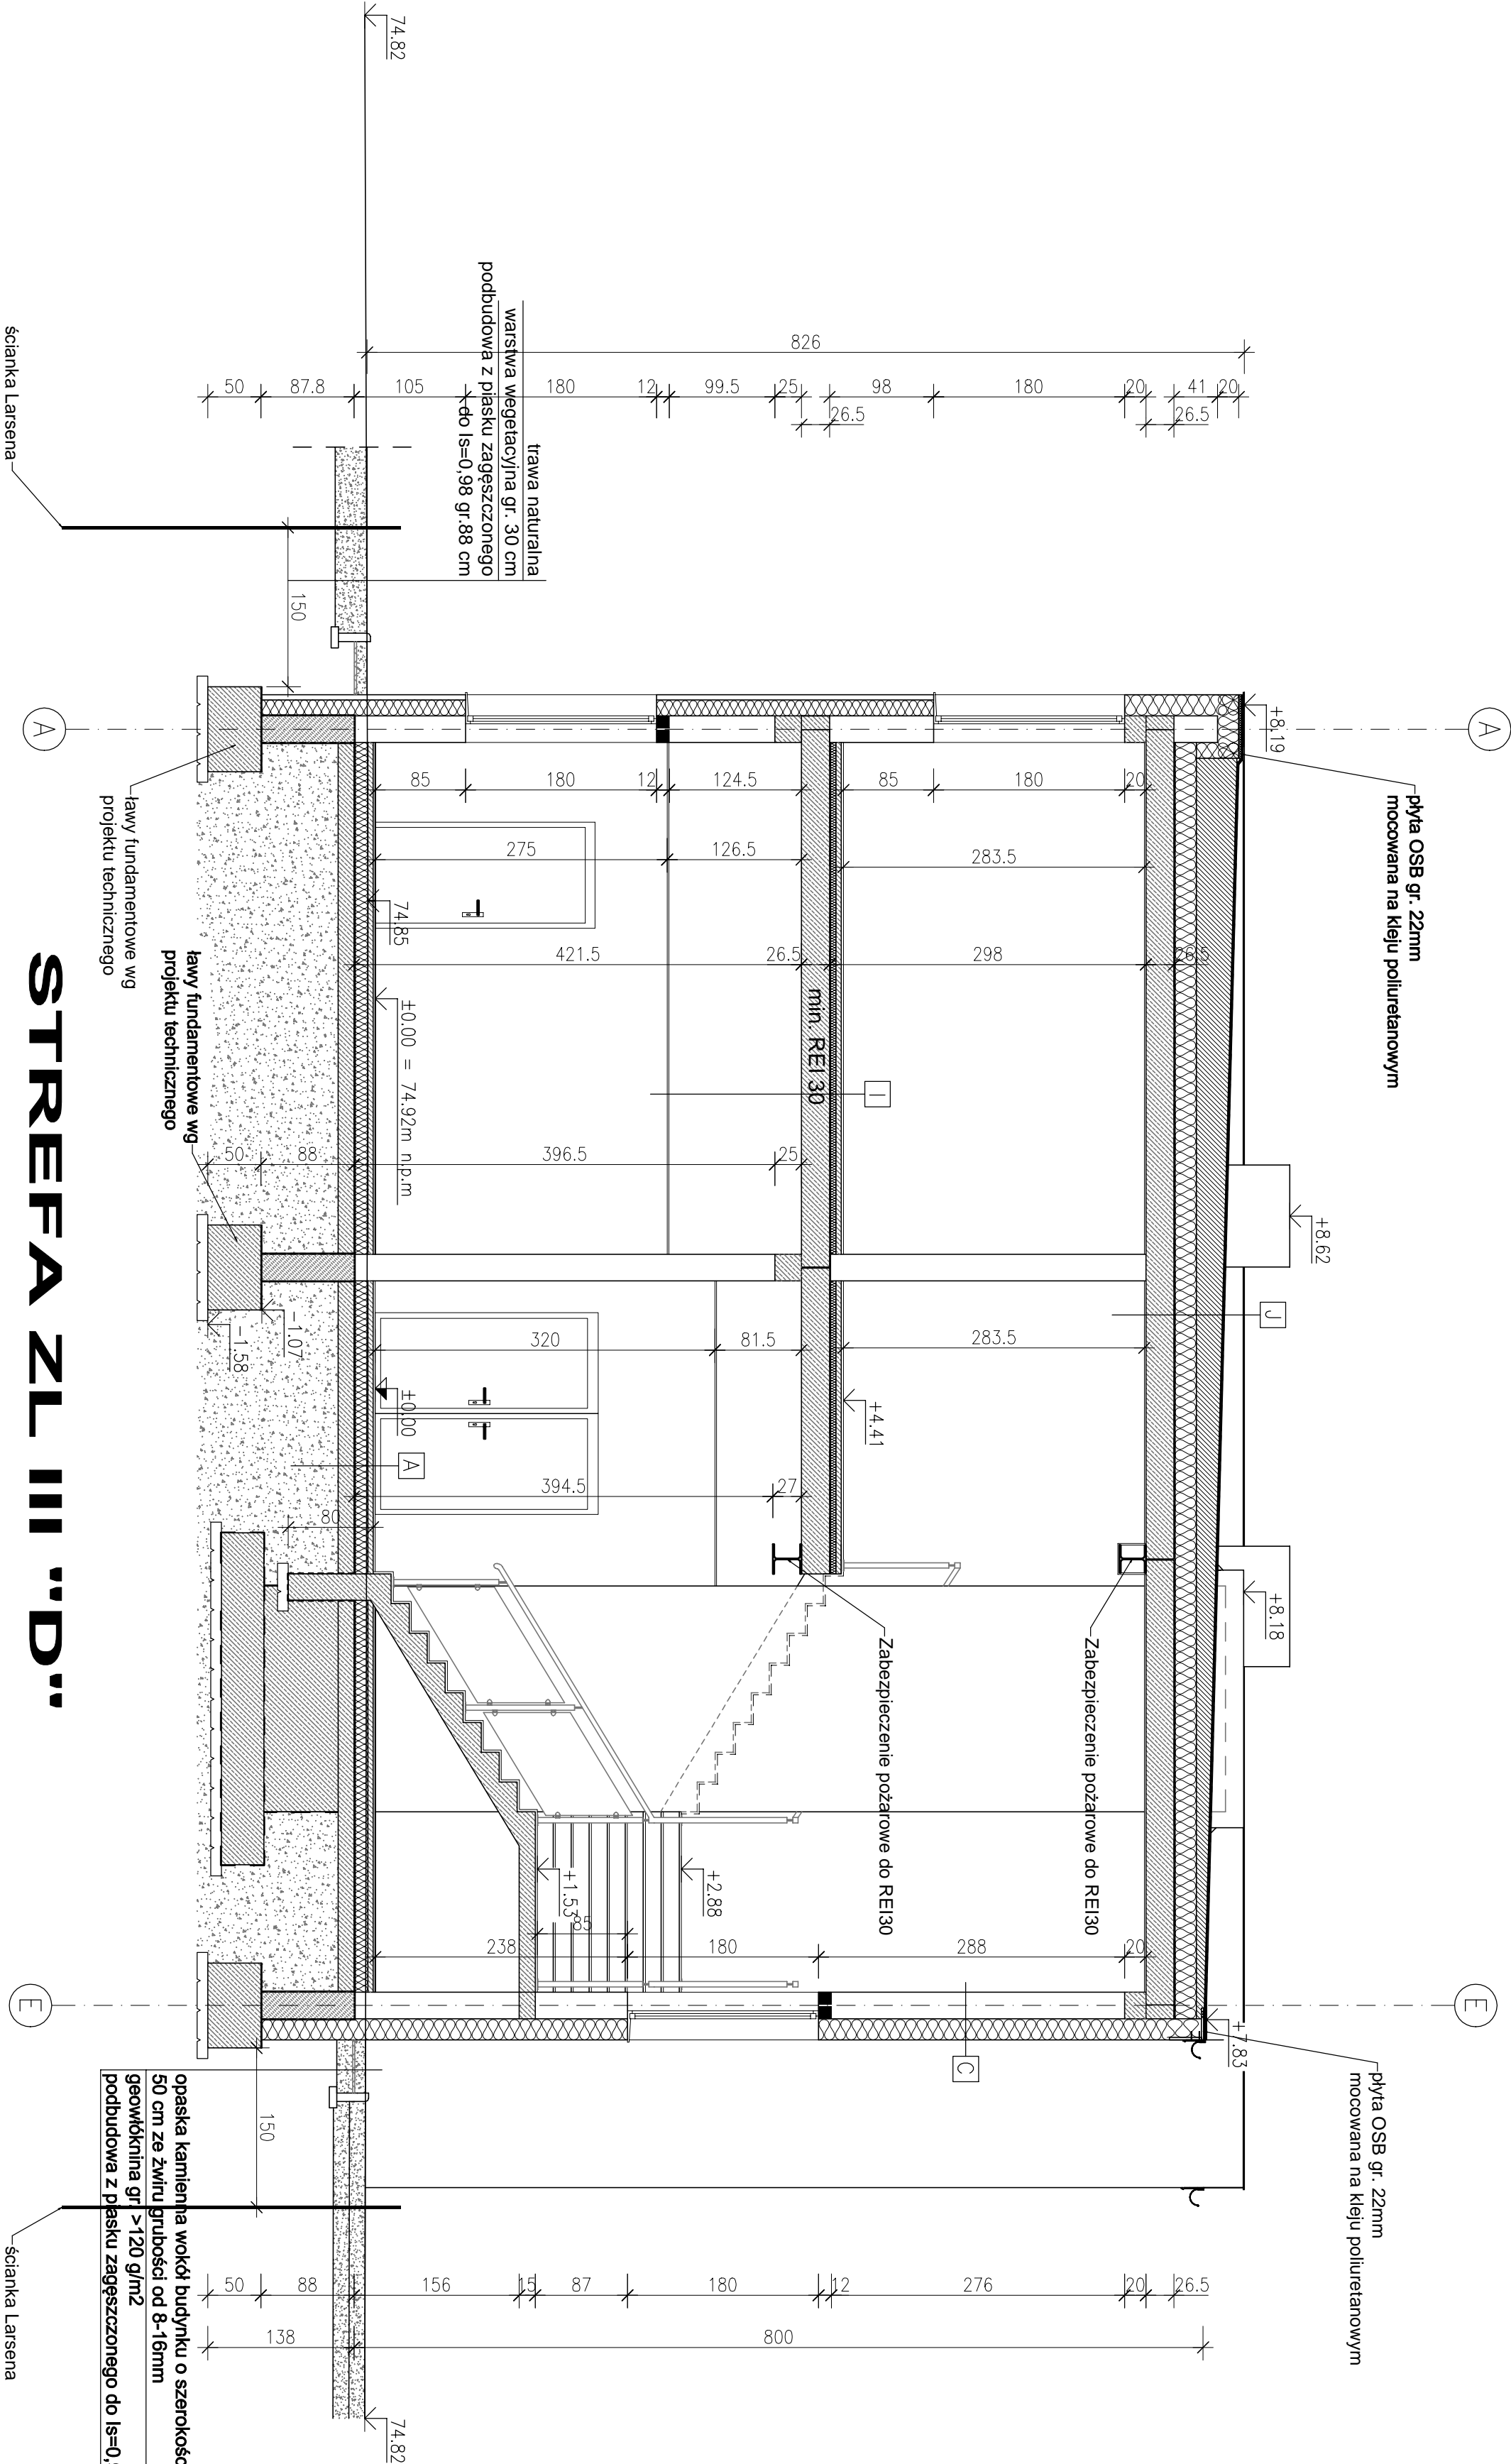 płyta OSB gr. 22mm
mocowana na kleju poliuretanowym
płyta OSB gr. 22mm
mocowana na kleju poliuretanowym
A
E
+8.19
+8.62
+8.18
+7.83
J
I
C
A
826
20
41
26.5
20
180
98
26.5
25
99.5
12
180
105
87.8
50
20
180
85
124.5
12
180
85
283.5
126.5
275
26.5
298
26.5
421.5
min. REI 30
25
396.5
88
50
283.5
81.5
320
+4.41
27
394.5
80
Zabezpieczenie pożarowe do REI30
Zabezpieczenie pożarowe do REI30
+2.88
+1.53
85
20
288
180
238
26.5
20
276
12
180
87
15
156
88
50
800
138
74.82
74.85
±0.00 = 74.92m n.p.m
±0.00
74.82
-1.07
-1.58
trawa naturalna
warstwa wegetacyjna gr. 30 cm
podbudowa z piasku zagęszczonego
do Is=0,98 gr.88 cm
150
150
opaska kamienna wokół budynku o szerokośc
50 cm ze żwiru grubości od 8-16mm
geowłóknina gr. >120 g/m2
podbudowa z piasku zagęszczonego do Is=0,
ścianka Larsena
ścianka Larsena
ławy fundamentowe wg
projektu technicznego
ławy fundamentowe wg
projektu technicznego
A
E
STREFA ZL III "D"